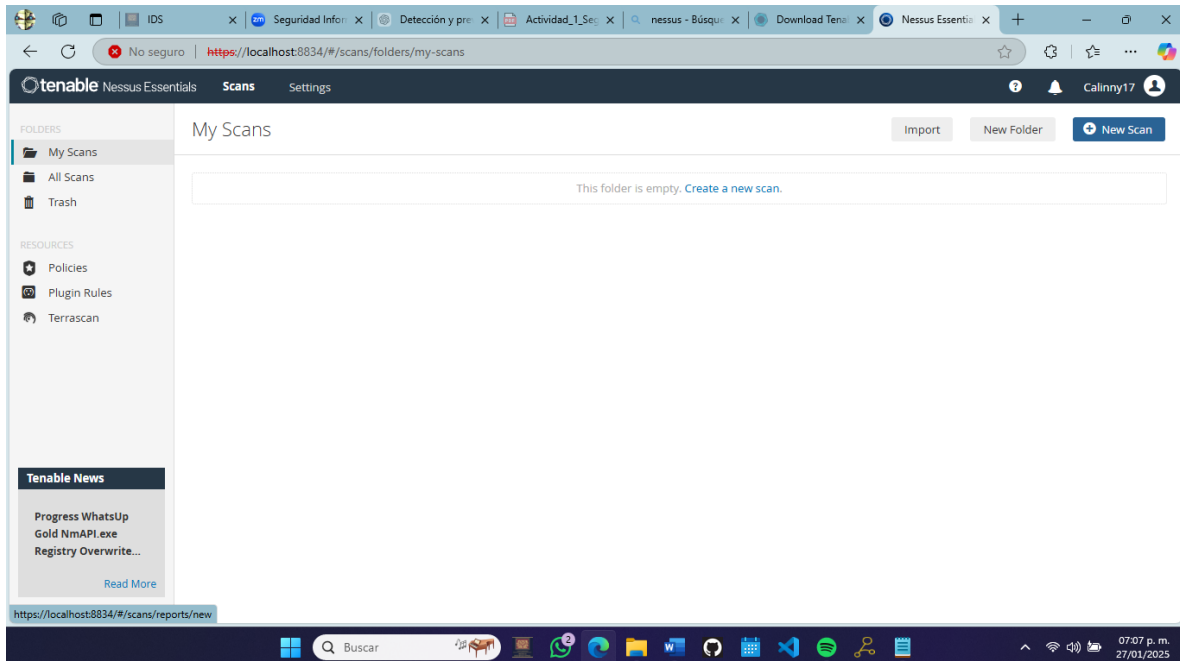 IDS
Seguridad Inforr
Detección y pre
Actividad_1_Seg
nessus - Búsque
Download Tena
Nessus Essentia
No seguro
https://localhost:8834/#/scans/folders/my-scans
tenable Nessus Essentials
Scans
Settings
Calinny17
FOLDERS
My Scans
All Scans
Trash
RESOURCES
Policies
Plugin Rules
Terrascan
My Scans
Import
New Folder
New Scan
This folder is empty. Create a new scan.
Tenable News
Progress WhatsUp
Gold NmAPI.exe
Registry Overwrite...
Read More
https://localhost:8834/#/scans/reports/new
Buscar
2
07:07 p. m.
27/01/2025